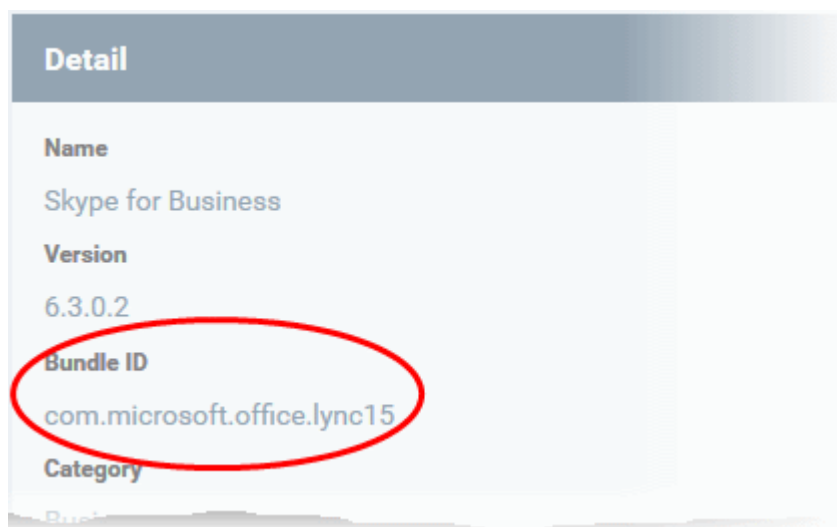 Detail
Name
Skype for Business
Version
6.3.0.2
Bundle ID
com.microsoft.office.lync15
Category